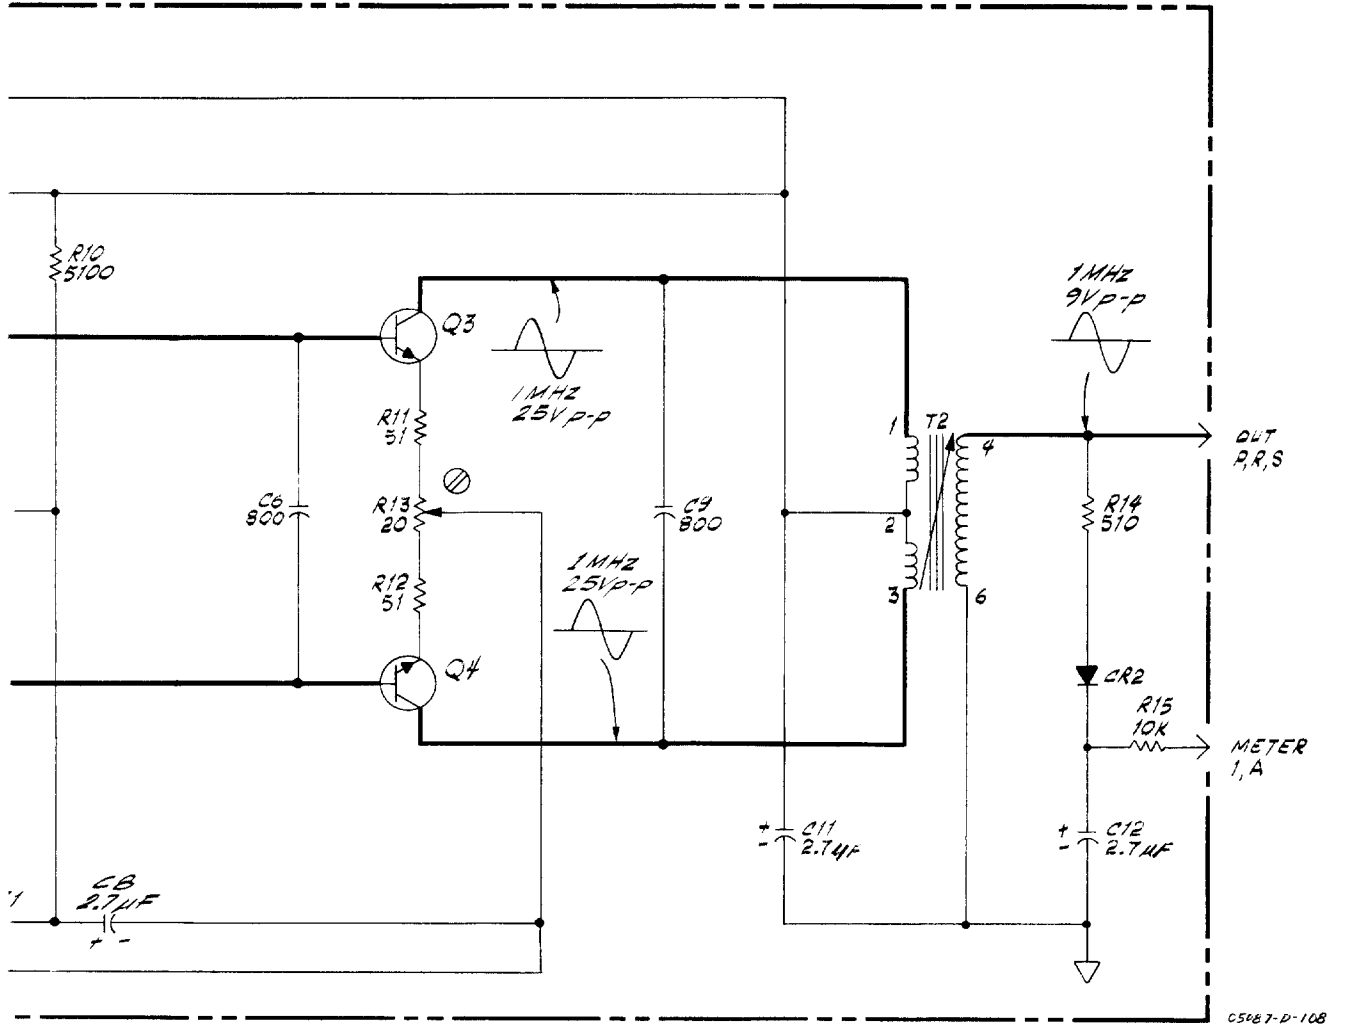 R10
5100
Q3
1MHz
25Vp-p
1MHz
9Vp-p
R11
51
1
T2
4
OUT
P,R,S
C6
800
R13
20
C9
800
2
R14
510
1MHz
25Vp-p
R12
51
3
6
Q4
CR2
R15
10K
METER
1,A
+
-
C11
2.7µF
+
-
C12
2.7µF
C8
2.7µF
+ -
C5087-D-108